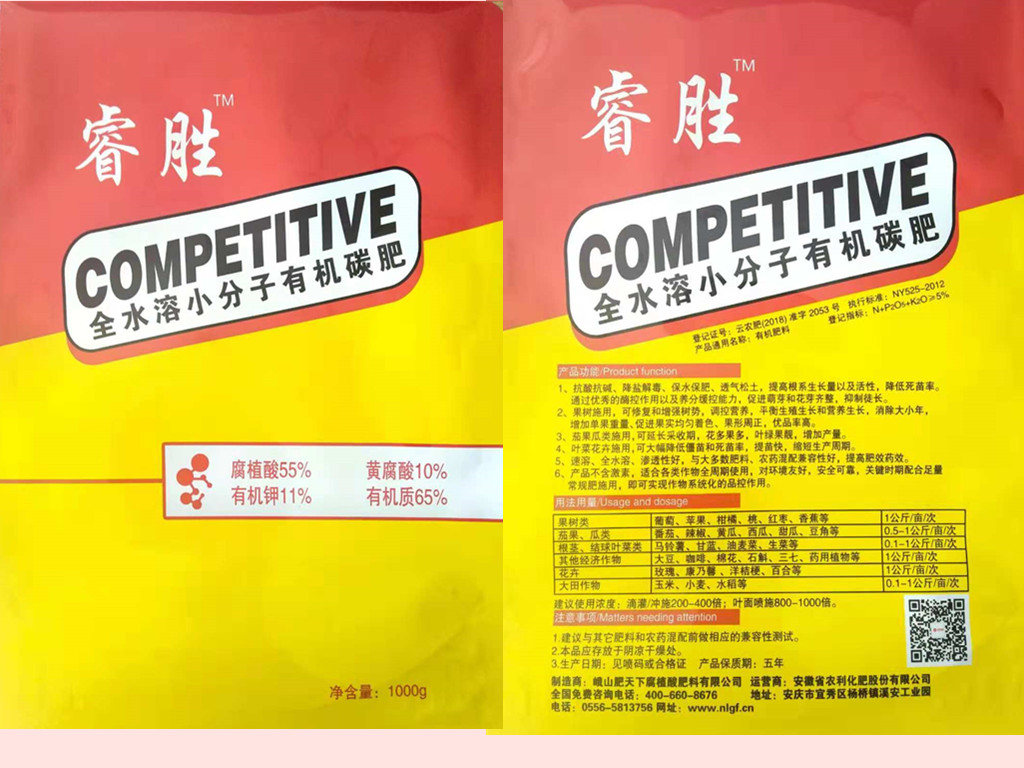 睿胜™
COMPETITIVE
全水溶小分子有机碳肥
腐植酸55% 黄腐酸10%
有机钾11% 有机质65%
净含量：1000g
睿胜™
COMPETITIVE
全水溶小分子有机碳肥
登记证号：云农肥(2018) 准字 2053 号 执行标准：NY525-2012
产品通用名称：有机肥料 登记指标：N+P2O5+K2O≥5%
产品功能/Product function
1、抗酸抗碱、降盐解毒、保水保肥、透气松土，提高根系生长量以及活性，降低死苗率。
通过优秀的酶控作用以及养分缓控能力，促进萌芽和花芽齐整，抑制徒长。
2、果树施用，可修复和增强树势，调控营养，平衡生殖生长和营养生长，消除大小年，
增加单果重量、促进果实均匀着色、果形周正，优品率高。
3、茄果瓜类施用，可延长采收期，花多果多，叶绿果靓，增加产量。
4、叶菜花卉施用，可大幅降低僵苗和死苗率，提苗快，缩短生产周期。
5、速溶、全水溶、渗透性好，与大多数肥料、农药混配兼容性好，提高肥效药效。
6、产品不含激素，适合各类作物全周期使用，对环境友好，安全可靠，关键时期配合足量
常规肥施用，即可实现作物系统化的品控作用。
用法用量/Usage and dosage
果树类 葡萄、苹果、柑橘、桃、红枣、香蕉等 1公斤/亩/次
茄果、瓜类 番茄、辣椒、黄瓜、西瓜、甜瓜、豆角等 0.5-1公斤/亩/次
根茎、结球叶菜类 马铃薯、甘蓝、油麦菜、生菜等 0.1-1公斤/亩/次
其他经济作物 大豆、咖啡、棉花、石斛、三七、药用植物等 1公斤/亩/次
花卉 玫瑰、康乃馨、洋桔梗、百合等 1公斤/亩/次
大田作物 玉米、小麦、水稻等 0.1-1公斤/亩/次
建议使用浓度：滴灌/冲施200-400倍；叶面喷施800-1000倍。
注意事项/Matters needing attention
1.建议与其它肥料和农药混配前做相应的兼容性测试。
2.本品应存放于阴凉干燥处。
3.生产日期：见喷码或合格证 产品保质期：五年
制造商：峨山肥天下腐植酸肥料有限公司 运营商：安徽省农利化肥股份有限公司
全国免费咨询电话：400-660-8676 地址：安庆市宜秀区杨桥镇溪安工业园
电话：0556-5813756 网址：www.nlgf.cn